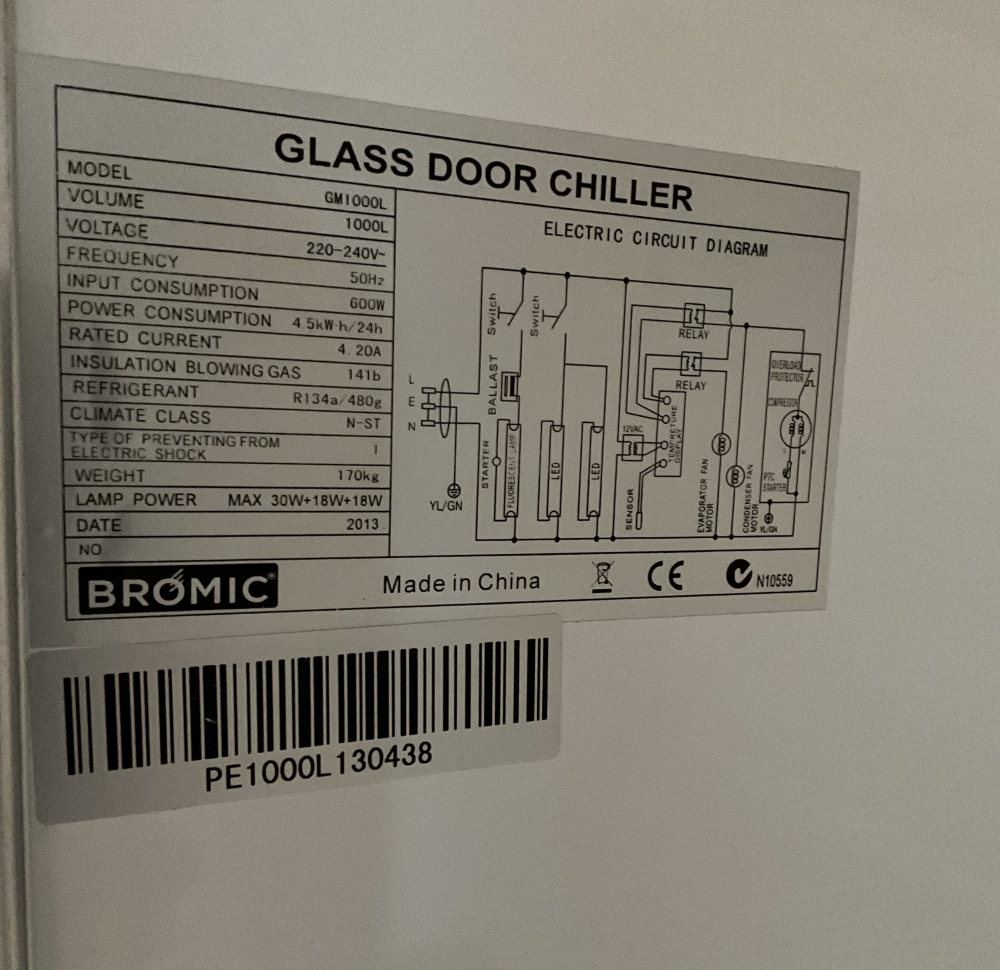 GLASS DOOR CHILLER
MODEL GM1000L
VOLUME 1000L
VOLTAGE 220-240V~
FREQUENCY 50Hz
INPUT CONSUMPTION 600W
POWER CONSUMPTION 4.5kW·h/24h
RATED CURRENT 4.20A
INSULATION BLOWING GAS 141b
REFRIGERANT R134a/480g
CLIMATE CLASS N-ST
TYPE OF PREVENTING FROM
ELECTRIC SHOCK I
WEIGHT 170kg
LAMP POWER MAX 30W+18W+18W
DATE 2013
NO
ELECTRIC CIRCUIT DIAGRAM
Switch
Switch
RELAY
RELAY
OVERLOAD
PROTECTOR
COMPRESSOR
L
E
N
BALLAST
STARTER
FLUORESCENT LAMP
LED
LED
12VAC
TEMPRETURE
DISPLAY
SENSOR
EVAPORATOR FAN
MOTOR
CONDENSER FAN
MOTOR
PTC
STARTER
YL/GN
YL/GN
BROMIC
Made in China
CE
N10559
PE1000L130438